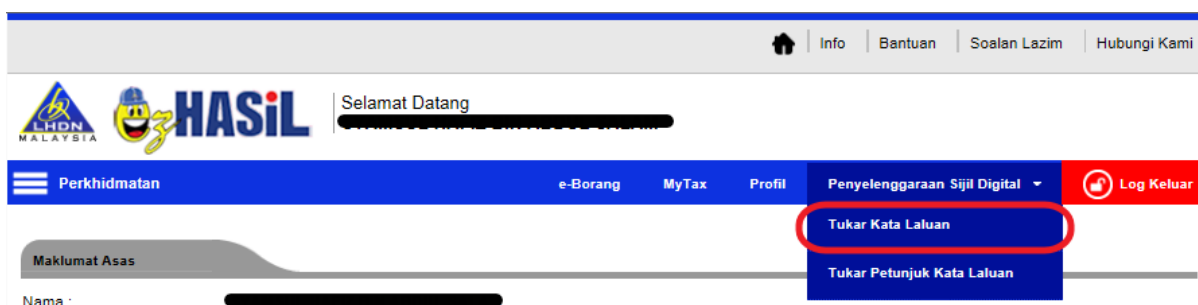 Info Bantuan Soalan Lazim Hubungi Kami
LHDN
MALAYSIA
ezHASiL
Selamat Datang
Perkhidmatan e-Borang MyTax Profil Penyelenggaraan Sijil Digital Log Keluar
Tukar Kata Laluan
Tukar Petunjuk Kata Laluan
Maklumat Asas
Nama :